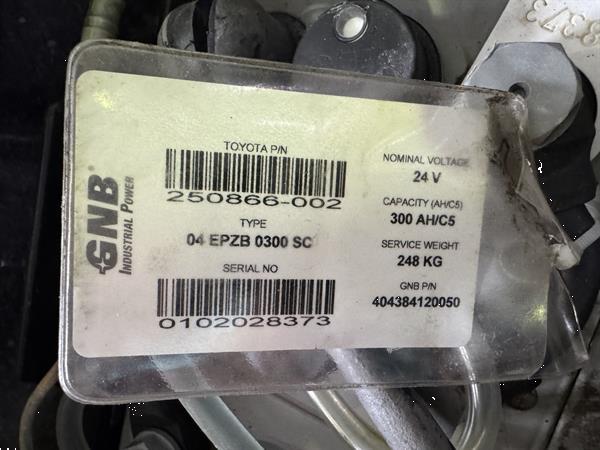 8373
GNB®
INDUSTRIAL POWER
TOYOTA P/N
250866-002
TYPE
04 EPZB 0300 SC
SERIAL NO
0102028373
NOMINAL VOLTAGE
24 V
CAPACITY (AH/C5)
300 AH/C5
SERVICE WEIGHT
248 KG
GNB P/N
404384120050